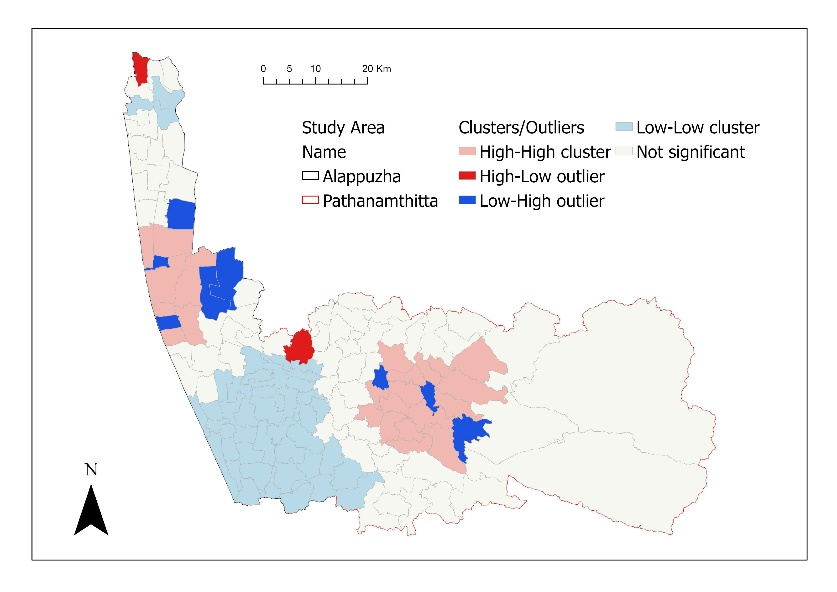 0 5 10 20 Km
Study Area
Name
Alappuzha
Pathanamthitta
Clusters/Outliers
High-High cluster
High-Low outlier
Low-High outlier
Low-Low cluster
Not significant
N